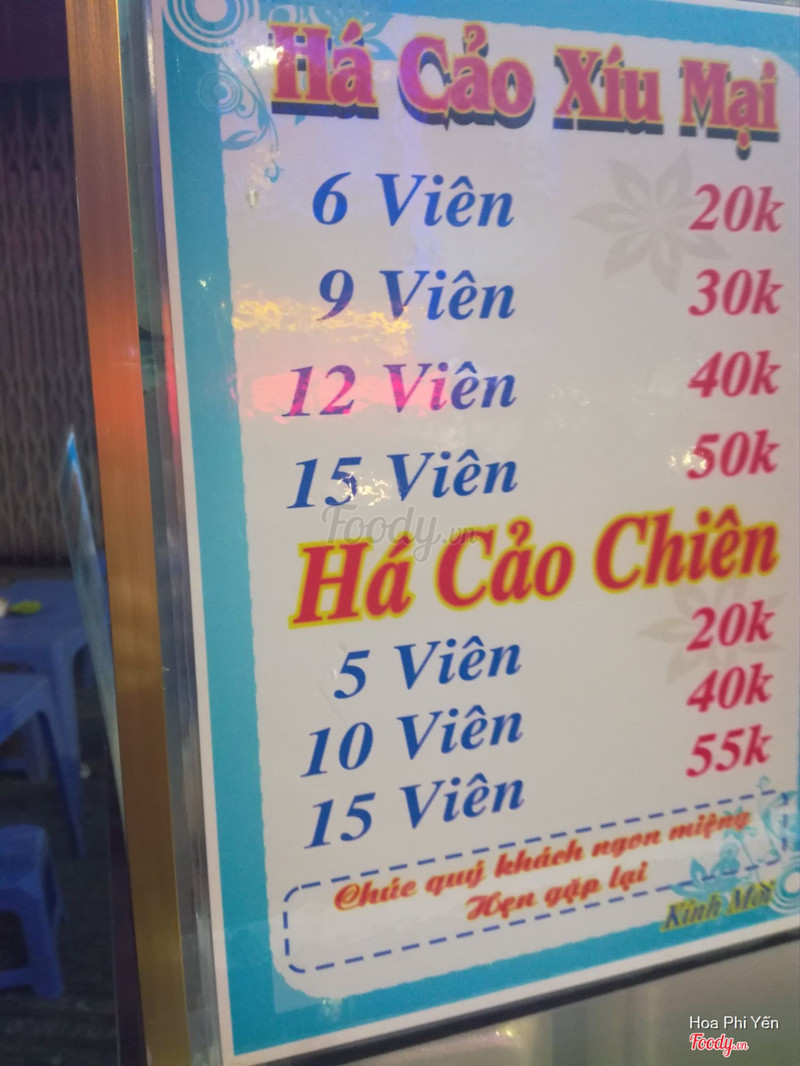 Há Cảo Xíu Mại
6 Viên 20k
9 Viên 30k
12 Viên 40k
15 Viên 50k
Foody.vn
Há Cảo Chiên
5 Viên 20k
10 Viên 40k
15 Viên 55k
Chúc quý khách ngon miệng
Hẹn gặp lại
Kính Mời
Hoa Phi Yến
Foody.vn